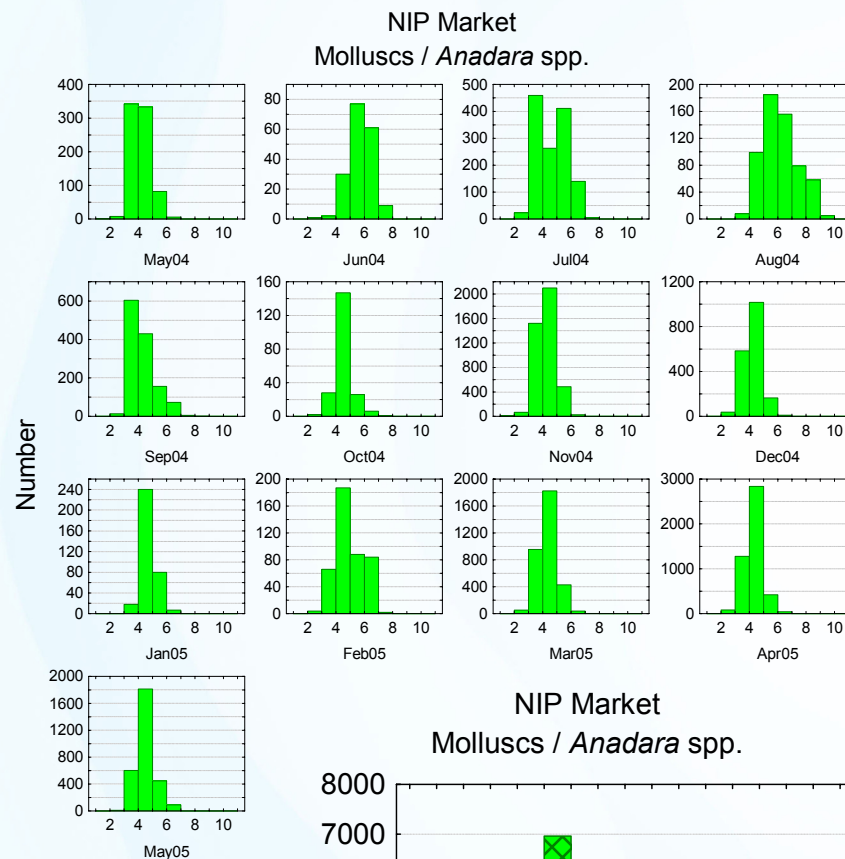 NIP Market
Molluscs / Anadara spp.
Number
400
300
200
100
0
2 4 6 8 10
May04
80
60
40
20
0
2 4 6 8 10
Jun04
500
400
300
200
100
0
2 4 6 8 10
Jul04
200
160
120
80
40
0
2 4 6 8 10
Aug04
600
400
200
0
2 4 6 8 10
Sep04
160
120
80
40
0
2 4 6 8 10
Oct04
2000
1600
1200
800
400
0
2 4 6 8 10
Nov04
1200
800
400
0
2 4 6 8 10
Dec04
240
200
160
120
80
40
0
2 4 6 8 10
Jan05
200
160
120
80
40
0
2 4 6 8 10
Feb05
2000
1600
1200
800
400
0
2 4 6 8 10
Mar05
3000
2000
1000
0
2 4 6 8 10
Apr05
2000
1600
1200
800
400
0
2 4 6 8 10
May05
NIP Market
Molluscs / Anadara spp.
8000
7000